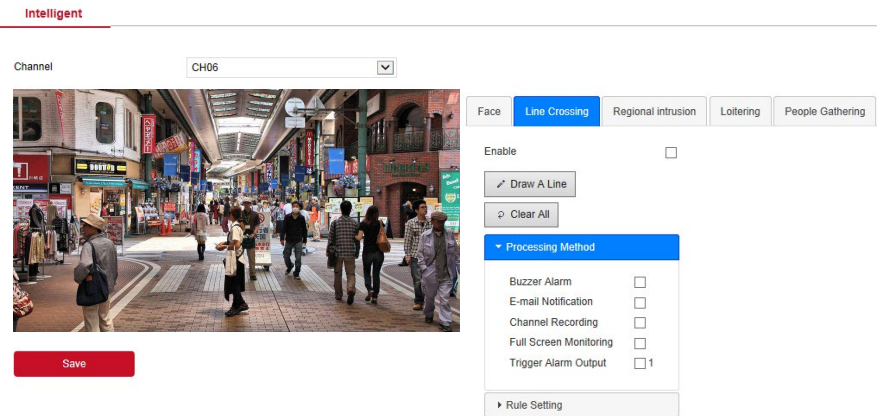 Intelligent
Channel
CH06
Face
Line Crossing
Regional intrusion
Loitering
People Gathering
Enable
Draw A Line
Clear All
Processing Method
Buzzer Alarm
E-mail Notification
Channel Recording
Full Screen Monitoring
Trigger Alarm Output
1
Rule Setting
Save